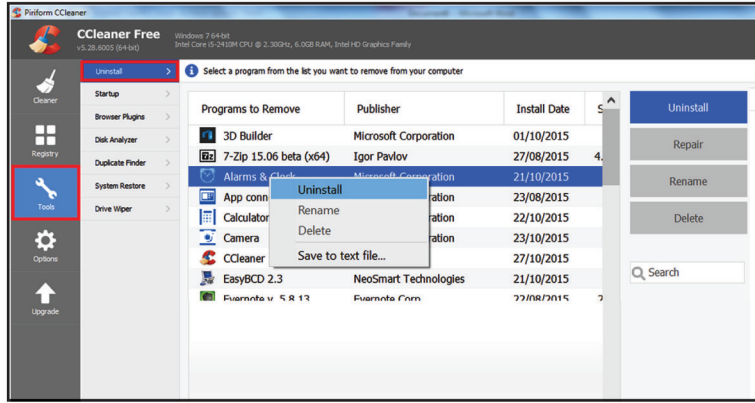 Piriform CCleaner
CCleaner Free
v5.28.6005 (64-bit)
Windows 7 64-bit
Intel Core i5-2410M CPU @ 2.30GHz, 6.0GB RAM, Intel HD Graphics Family
Cleaner
Registry
Tools
Options
Upgrade
Uninstall
Startup
Browser Plugins
Disk Analyzer
Duplicate Finder
System Restore
Drive Wiper
Select a program from the list you want to remove from your computer
Programs to Remove Publisher Install Date S
3D Builder Microsoft Corporation 01/10/2015
7-Zip 15.06 beta (x64) Igor Pavlov 27/08/2015 4.
Alarms & Clock Microsoft Corporation 21/10/2015
App conn ration 23/08/2015
Calculator ration 22/10/2015
Camera ration 23/10/2015
CCleaner 27/10/2015
EasyBCD 2.3 NeoSmart Technologies 21/10/2015
Evernote v. 5.8.13 Evernote Corp. 22/08/2015 2
Uninstall
Rename
Delete
Save to text file...
Uninstall
Repair
Rename
Delete
Search